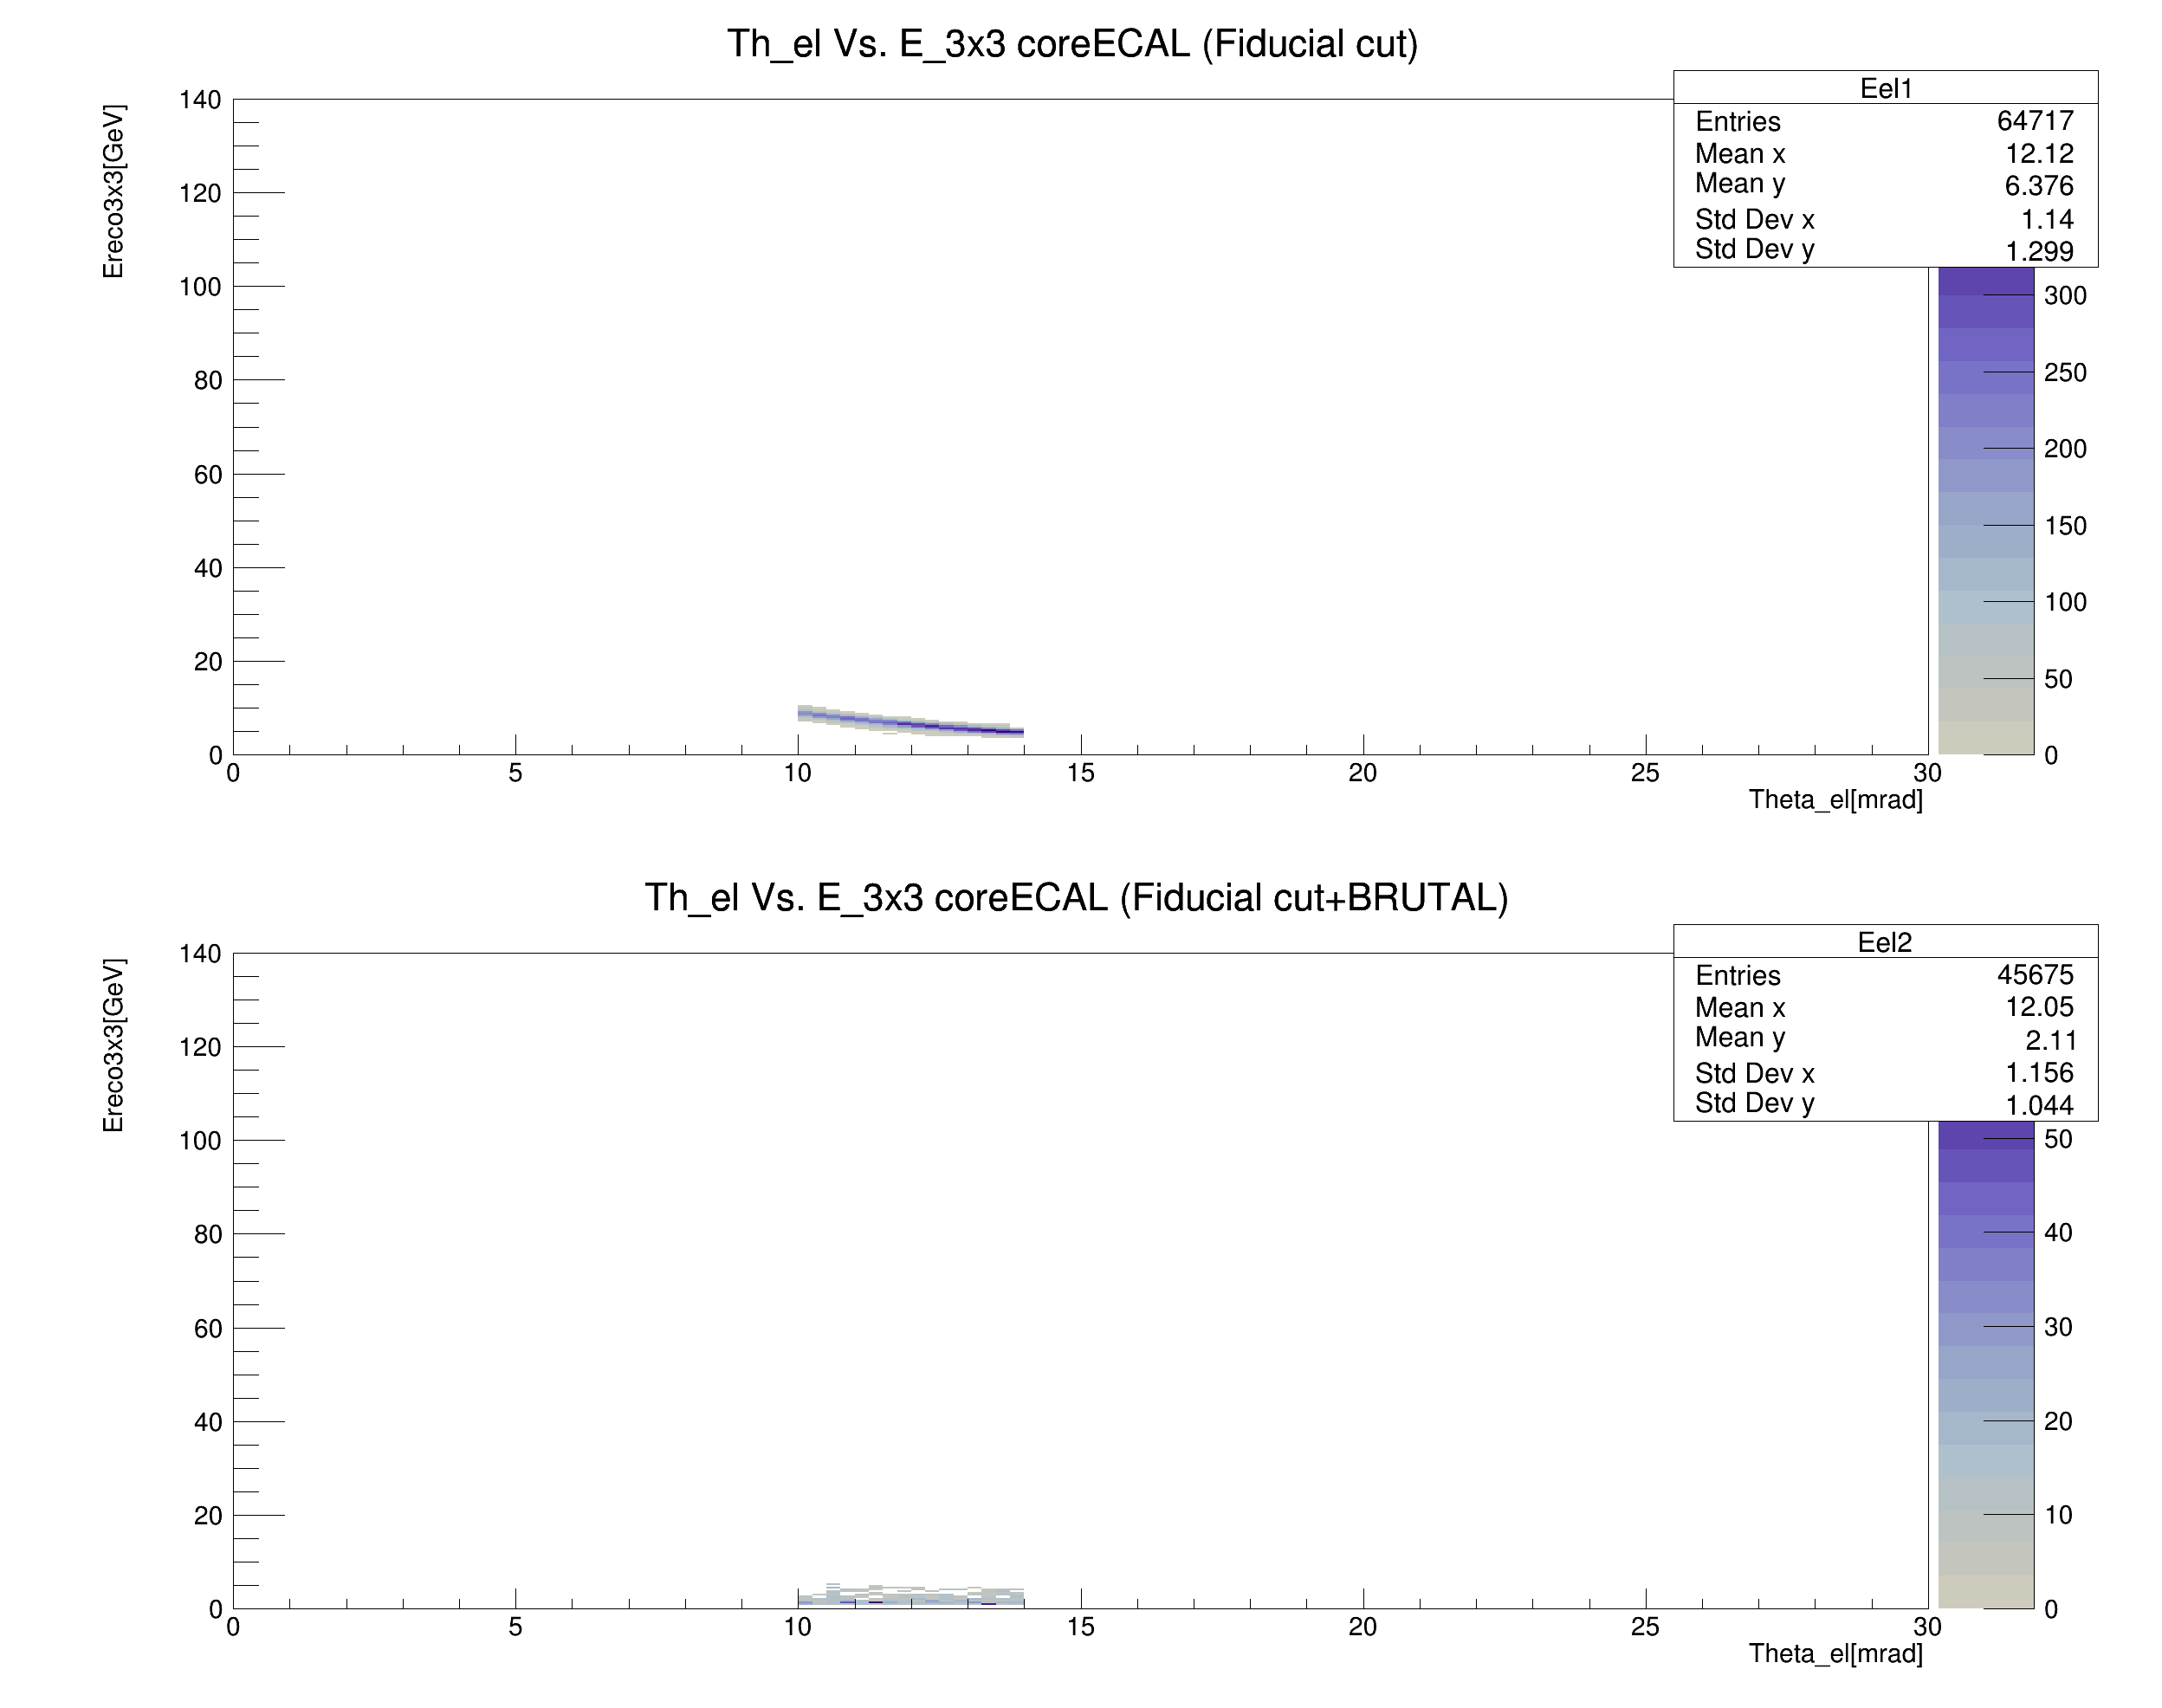 Th_el Vs. E_3x3 coreECAL (Fiducial cut)
Ereco3x3[GeV]
140
120
100
80
60
40
20
0
0 5 10 15 20 25 30
Theta_el[mrad]
Eel1
Entries 64717
Mean x 12.12
Mean y 6.376
Std Dev x 1.14
Std Dev y 1.299
300
250
200
150
100
50
0
Th_el Vs. E_3x3 coreECAL (Fiducial cut+BRUTAL)
Ereco3x3[GeV]
140
120
100
80
60
40
20
0
0 5 10 15 20 25 30
Theta_el[mrad]
Eel2
Entries 45675
Mean x 12.05
Mean y 2.11
Std Dev x 1.156
Std Dev y 1.044
50
40
30
20
10
0